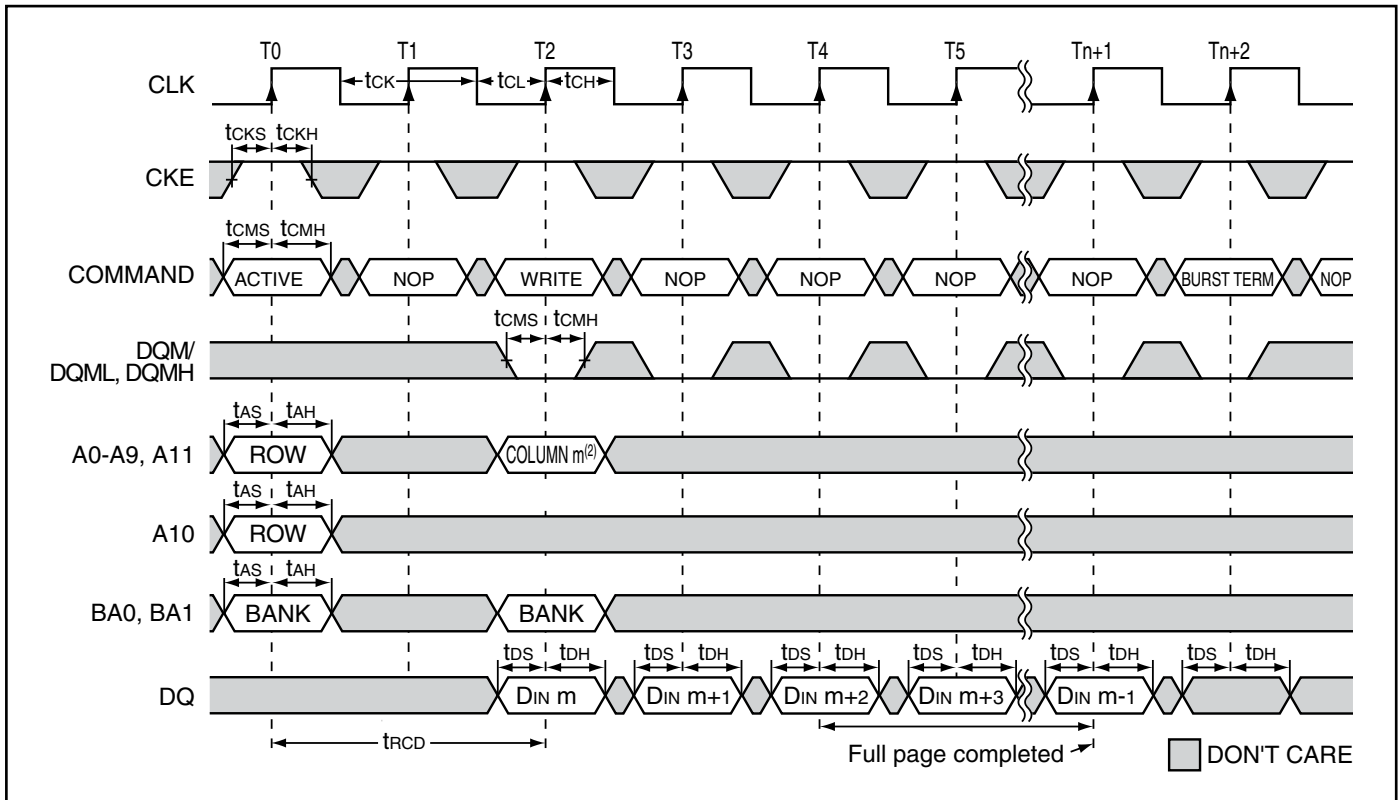 T0 T1 T2 T3 T4 T5 Tn+1 Tn+2
CLK
tCK tCL tCH
tCKS tCKH
CKE
tCMS tCMH
COMMAND
ACTIVE NOP WRITE NOP NOP NOP NOP BURST TERM NOP
tCMS tCMH
DQM/
DQML, DQMH
tAS tAH
A0-A9, A11
ROW COLUMN m(2)
tAS tAH
A10
ROW
tAS tAH
BA0, BA1
BANK BANK
tDS tDH tDS tDH tDS tDH tDS tDH tDS tDH tDS tDH
DQ
DIN m DIN m+1 DIN m+2 DIN m+3 DIN m-1
tRCD
Full page completed
DON'T CARE